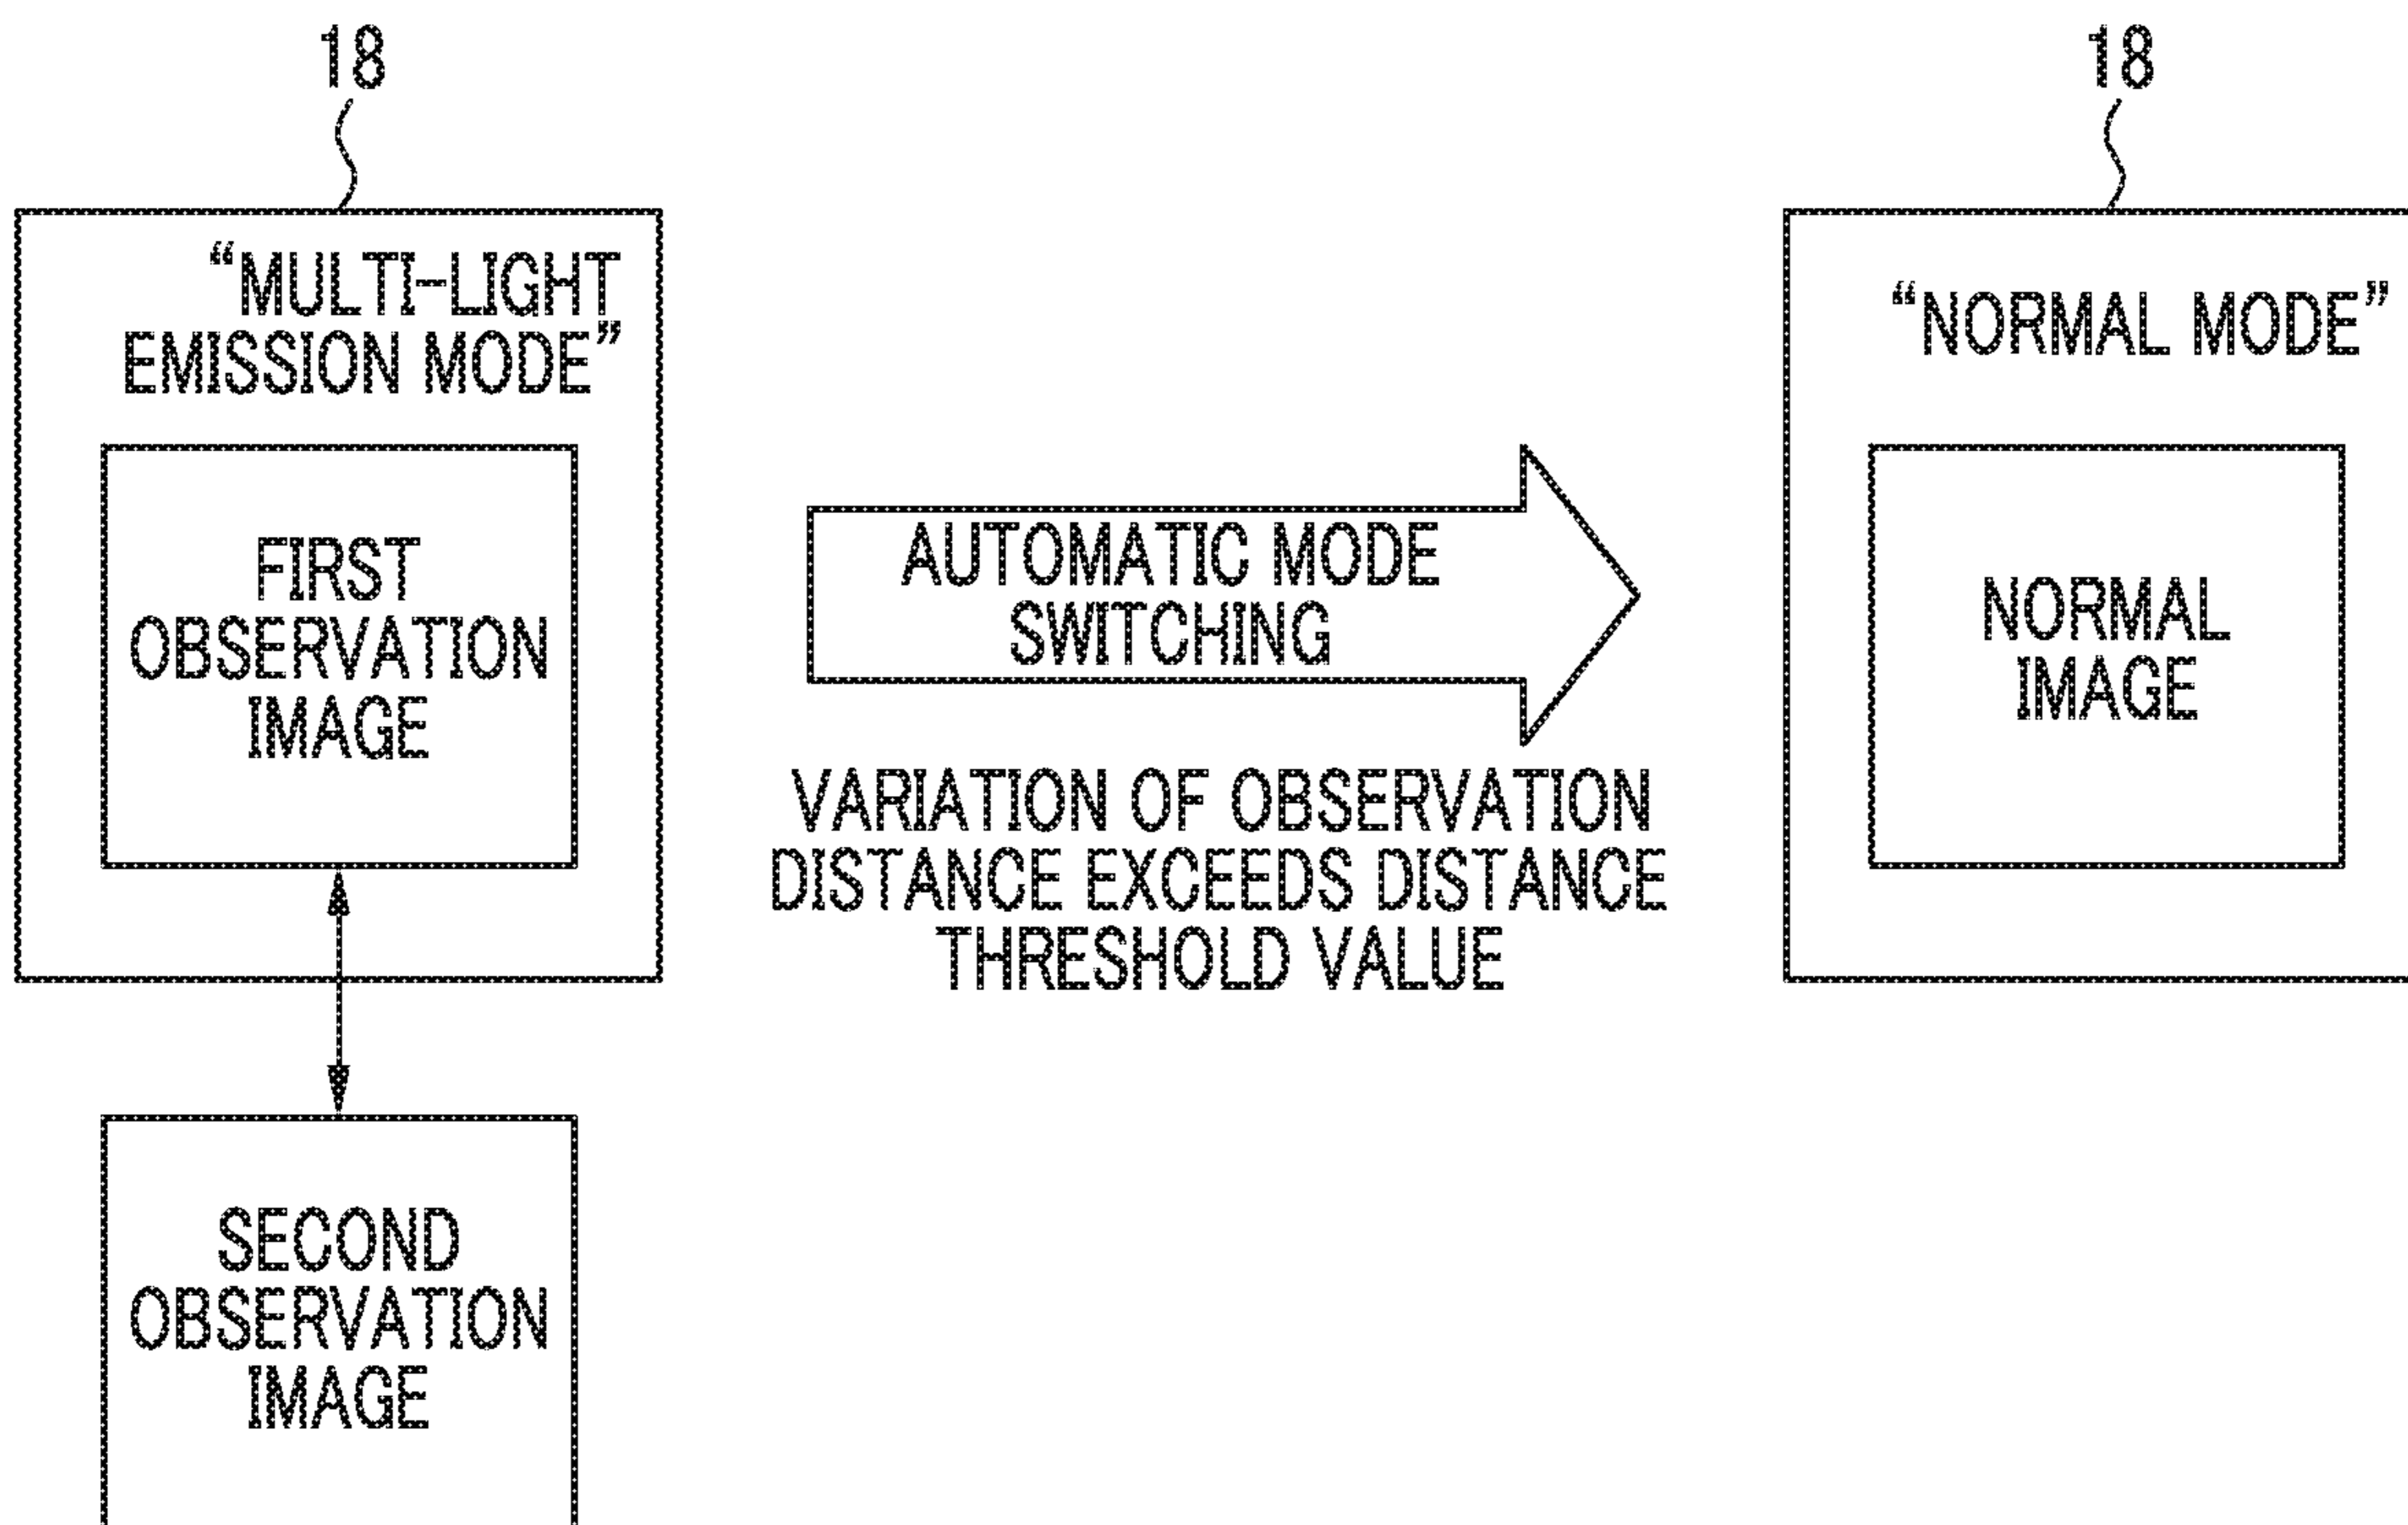 18
“MULTI-LIGHT
EMISSION MODE”
FIRST
OBSERVATION
IMAGE
SECOND
OBSERVATION
IMAGE
AUTOMATIC MODE
SWITCHING
VARIATION OF OBSERVATION
DISTANCE EXCEEDS DISTANCE
THRESHOLD VALUE
18
“NORMAL MODE”
NORMAL
IMAGE